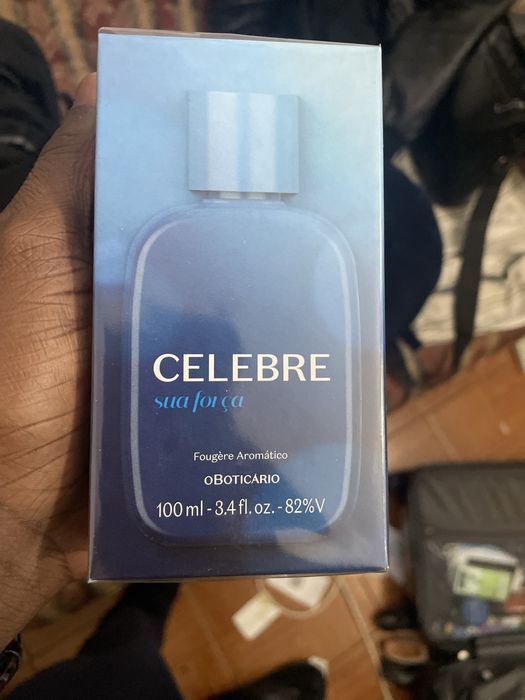 CELEBRE
sua força
Fougère Aromático
oBOTICÁRIO
100 ml - 3.4 fl. oz. - 82%V